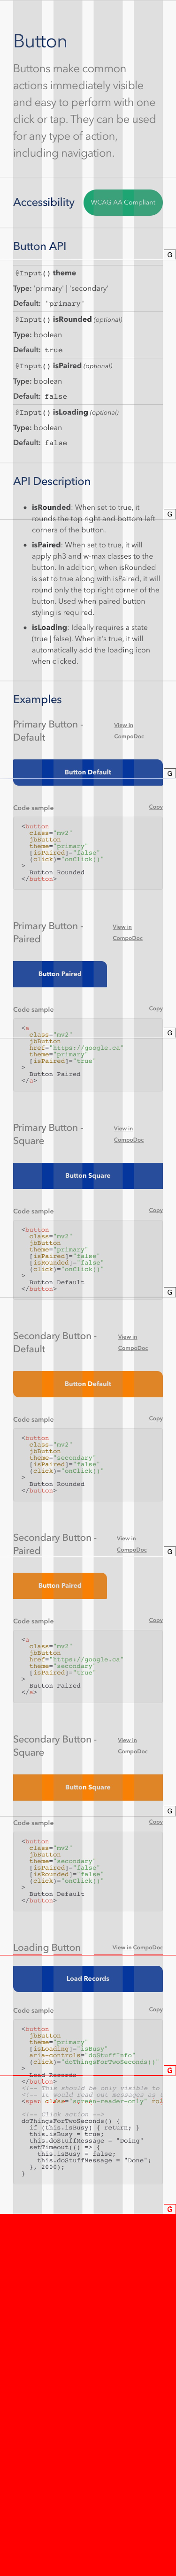 Button
Buttons make common
actions immediately visible
and easy to perform with one
click or tap. They can be used
for any type of action,
including navigation.
Accessibility
WCAG AA Compliant
Button API
G
@Input() theme
Type: 'primary' | 'secondary'
Default: 'primary'
@Input() isRounded (optional)
Type: boolean
Default: true
@Input() isPaired (optional)
Type: boolean
Default: false
@Input() isLoading (optional)
Type: boolean
Default: false
API Description
isRounded: When set to true, it
G
rounds the top right and bottom left
corners of the button.
isPaired: When set to true, it will
apply ph3 and w-max classes to the
button. In addition, when isRounded
is set to true along with isPaired, it will
round only the top right corner of the
button. Used when paired button
styling is required.
isLoading: Ideally requires a state
(true | false). When it's true, it will
automatically add the loading icon
when clicked.
Examples
Primary Button -
Default
View in
CompoDoc
Button Default
G
Code sample
Copy
<button
class="mv2"
jbButton
theme="primary"
[isPaired]="false"
(click)="onClick()"
>
Button Rounded
</button>
Primary Button -
Paired
View in
CompoDoc
Button Paired
Code sample
Copy
<a
G
class="mv2"
jbButton
href="https://google.ca"
theme="primary"
[isPaired]="true"
>
Button Paired
</a>
Primary Button -
Square
View in
CompoDoc
Button Square
Code sample
Copy
<button
class="mv2"
jbButton
theme="primary"
[isPaired]="false"
[isRounded]="false"
(click)="onClick()"
>
Button Default
</button>
G
Secondary Button -
Default
View in
CompoDoc
Button Default
Code sample
Copy
<button
class="mv2"
jbButton
theme="secondary"
[isPaired]="false"
(click)="onClick()"
>
Button Rounded
</button>
Secondary Button -
Paired
View in
CompoDoc
G
Button Paired
Code sample
Copy
<a
class="mv2"
jbButton
href="https://google.ca"
theme="secondary"
[isPaired]="true"
>
Button Paired
</a>
Secondary Button -
Square
View in
CompoDoc
Button Square
G
Code sample
Copy
<button
class="mv2"
jbButton
theme="secondary"
[isPaired]="false"
[isRounded]="false"
(click)="onClick()"
>
Button Default
</button>
Loading Button
View in CompoDoc
Load Records
Code sample
Copy
<button
jbButton
theme="primary"
[isLoading]="isBusy"
aria-controls="doStuffInfo"
(click)="doThingsForTwoSeconds()"
>
G
Load Records
</button>
<!-- This should be only visible to
<!-- It would read out messages as
<span class="screen-reader-only"
<!-- Click action -->
doThingsForTwoSeconds() {
if (this.isBusy) { return; }
this.isBusy = true;
this.doStuffMessage = "Doing"
setTimeout(() => {
this.isBusy = false;
this.doStuffMessage = "Done";
}, 2000);
}
G